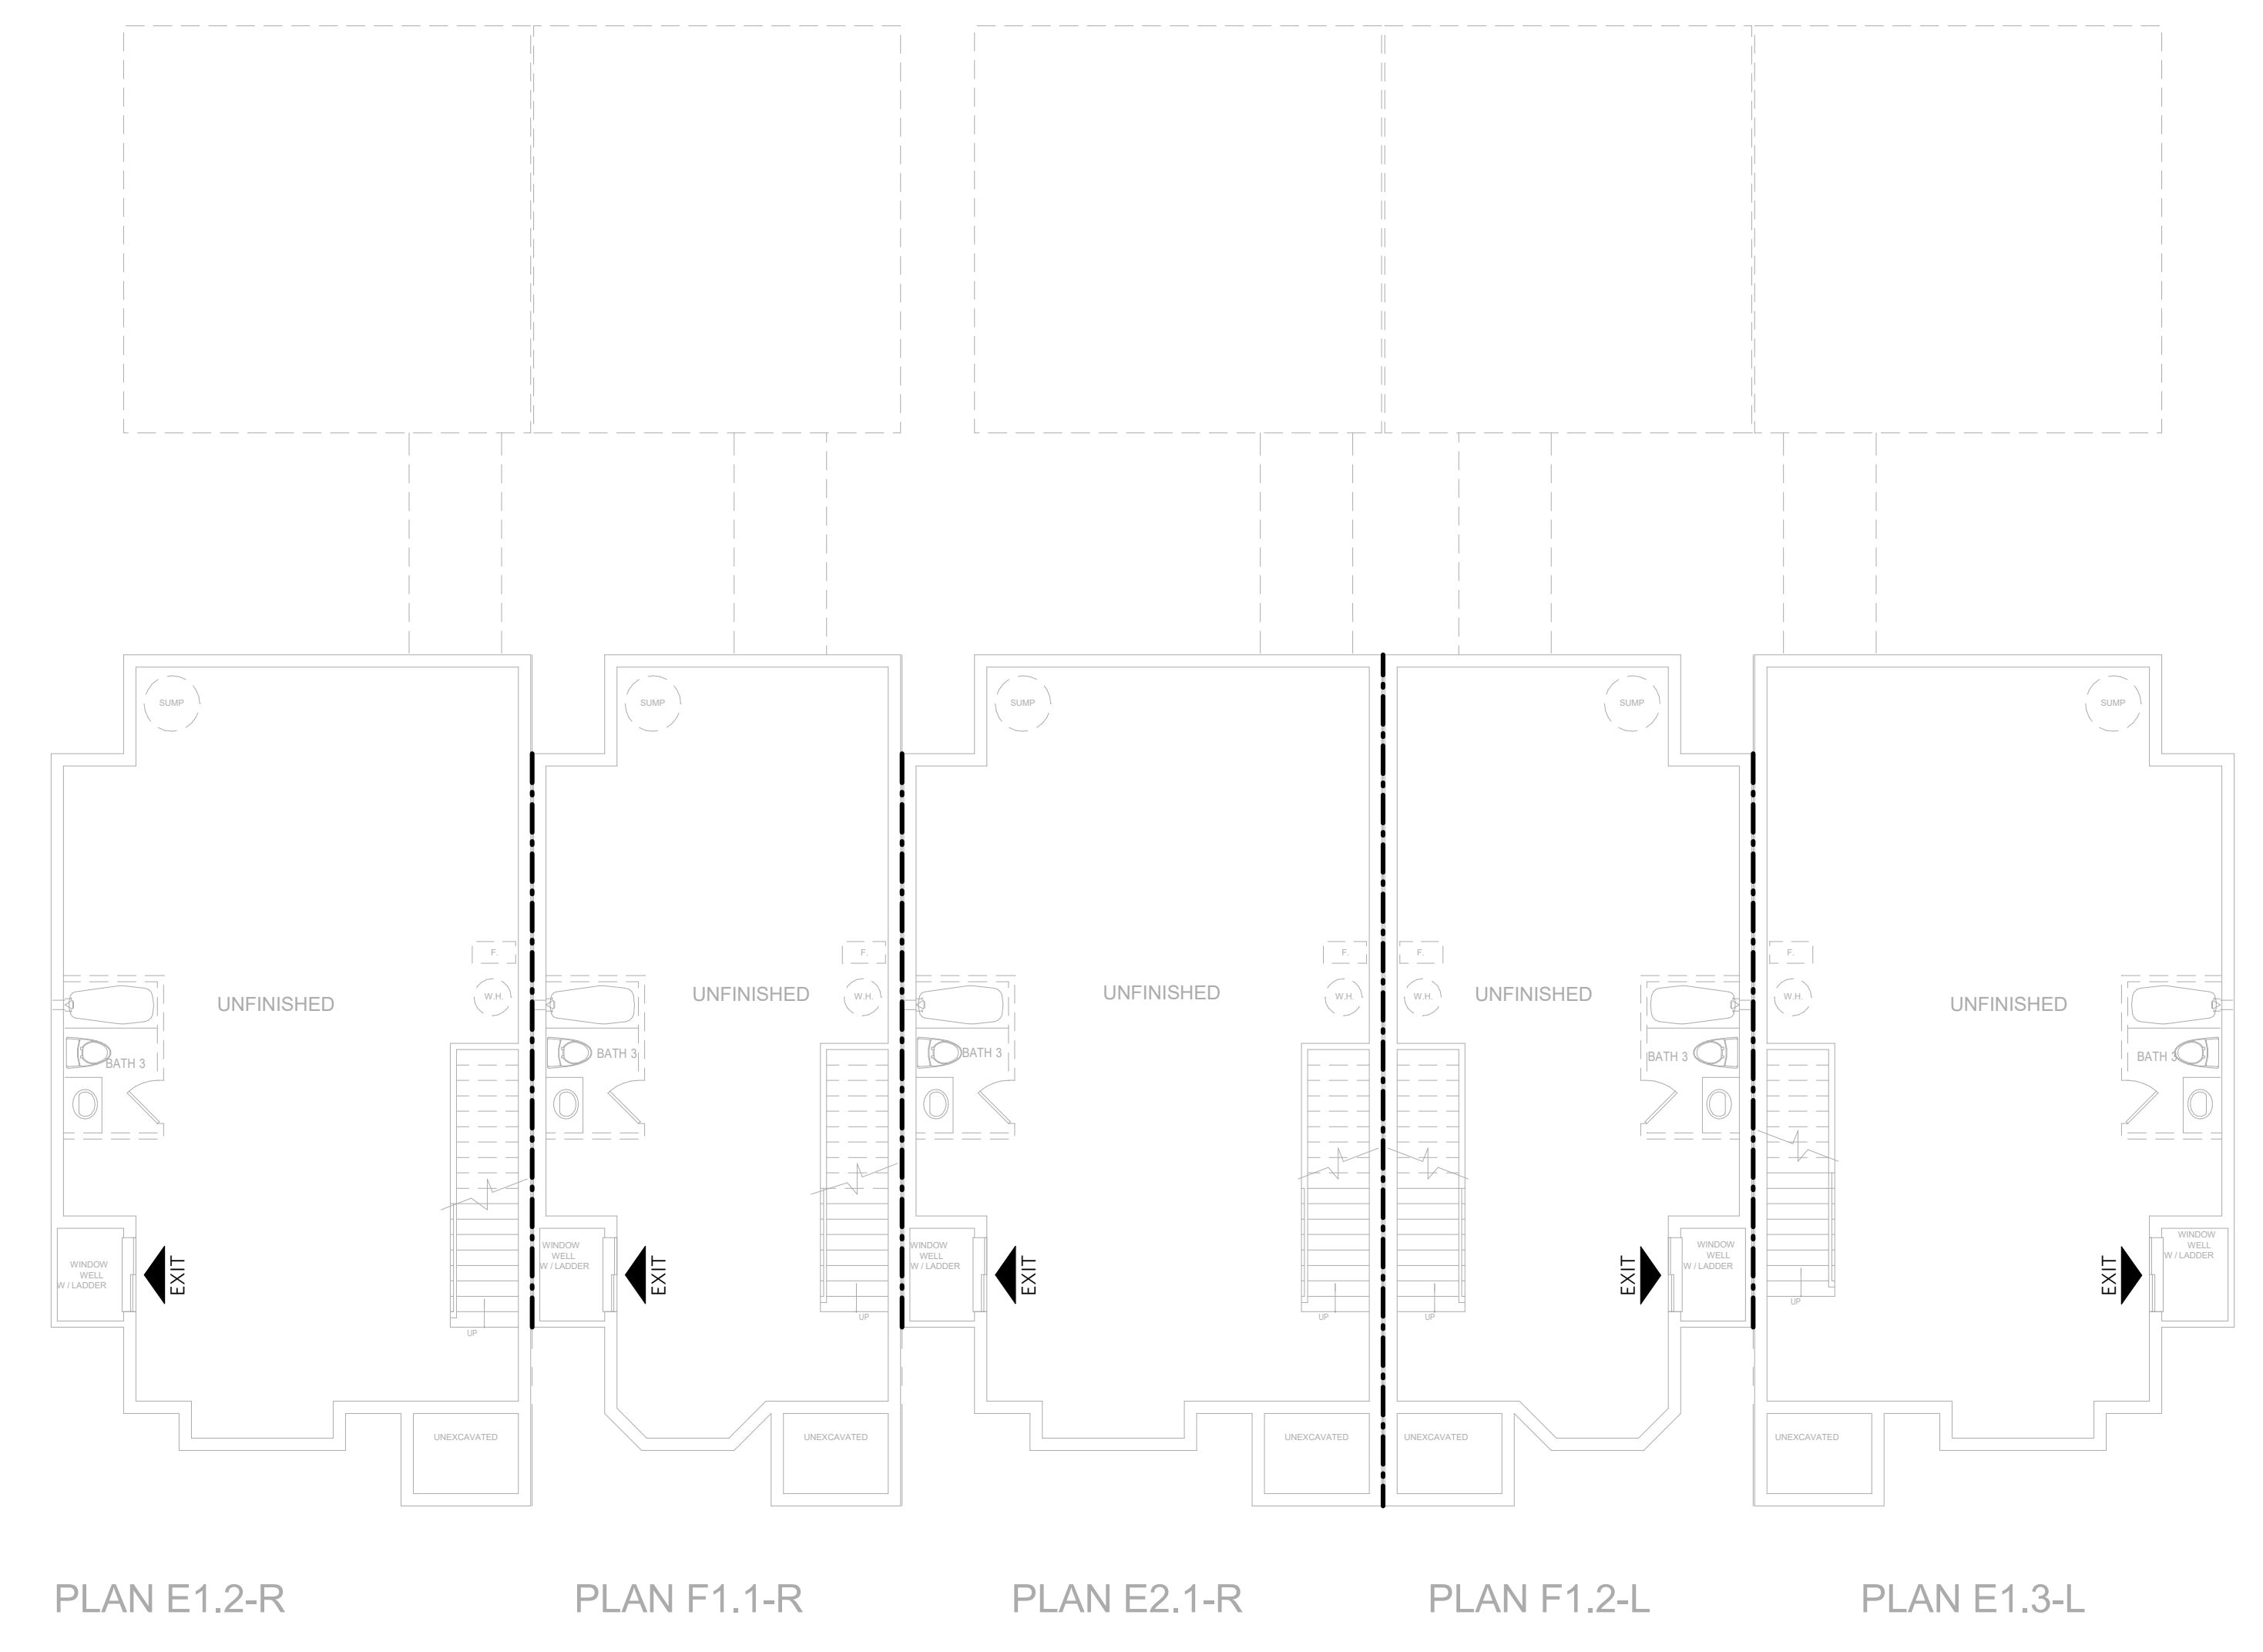 SUMP
SUMP
SUMP
SUMP
SUMP
F.
F.
F.
F.
F.
W.H.
W.H.
W.H.
W.H.
W.H.
UNFINISHED
UNFINISHED
UNFINISHED
UNFINISHED
UNFINISHED
BATH 3
BATH 3
BATH 3
BATH 3
BATH 3
WINDOW
WELL
W / LADDER
EXIT
WINDOW
WELL
W / LADDER
EXIT
WINDOW
WELL
W / LADDER
EXIT
EXIT
WINDOW
WELL
W / LADDER
EXIT
WINDOW
WELL
W / LADDER
UP
UP
UP
UP
UP
UNEXCAVATED
UNEXCAVATED
UNEXCAVATED
UNEXCAVATED
UNEXCAVATED
PLAN E1.2-R
PLAN F1.1-R
PLAN E2.1-R
PLAN F1.2-L
PLAN E1.3-L